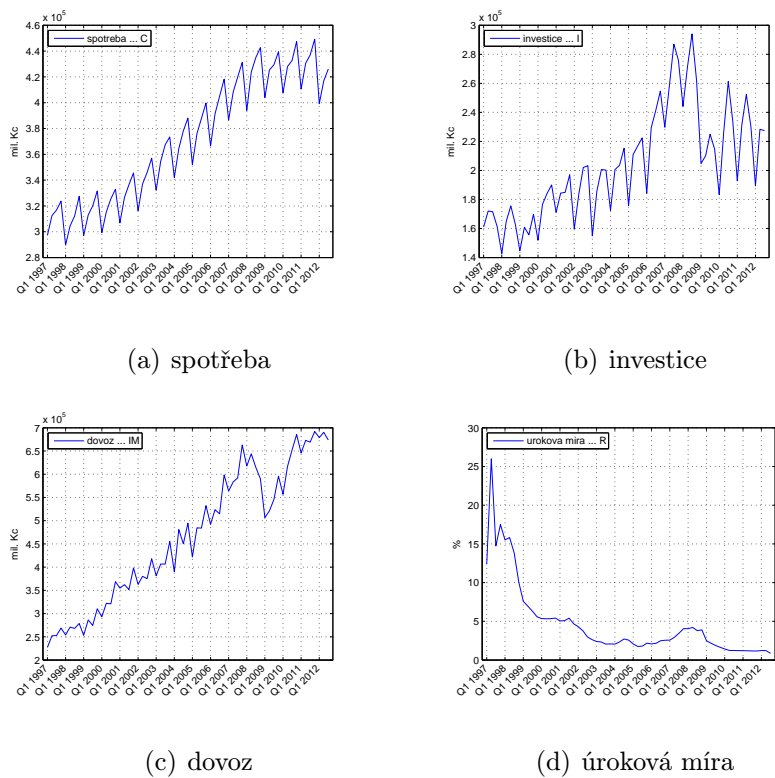 x 10^5
spotreba ... C
mil. Kc
4.6
4.4
4.2
4
3.8
3.6
3.4
3.2
3
2.8
Q1 1997
Q1 1998
Q1 1999
Q1 2000
Q1 2001
Q1 2002
Q1 2003
Q1 2004
Q1 2005
Q1 2006
Q1 2007
Q1 2008
Q1 2009
Q1 2010
Q1 2011
Q1 2012
(a) spotřeba
x 10^5
investice ... I
mil. Kc
3
2.8
2.6
2.4
2.2
2
1.8
1.6
1.4
Q1 1997
Q1 1998
Q1 1999
Q1 2000
Q1 2001
Q1 2002
Q1 2003
Q1 2004
Q1 2005
Q1 2006
Q1 2007
Q1 2008
Q1 2009
Q1 2010
Q1 2011
Q1 2012
(b) investice
x 10^5
dovoz ... IM
mil. Kc
7
6.5
6
5.5
5
4.5
4
3.5
3
2.5
2
Q1 1997
Q1 1998
Q1 1999
Q1 2000
Q1 2001
Q1 2002
Q1 2003
Q1 2004
Q1 2005
Q1 2006
Q1 2007
Q1 2008
Q1 2009
Q1 2010
Q1 2011
Q1 2012
(c) dovoz
urokova míra ... R
%
30
25
20
15
10
5
0
Q1 1997
Q1 1998
Q1 1999
Q1 2000
Q1 2001
Q1 2002
Q1 2003
Q1 2004
Q1 2005
Q1 2006
Q1 2007
Q1 2008
Q1 2009
Q1 2010
Q1 2011
Q1 2012
(d) úroková míra